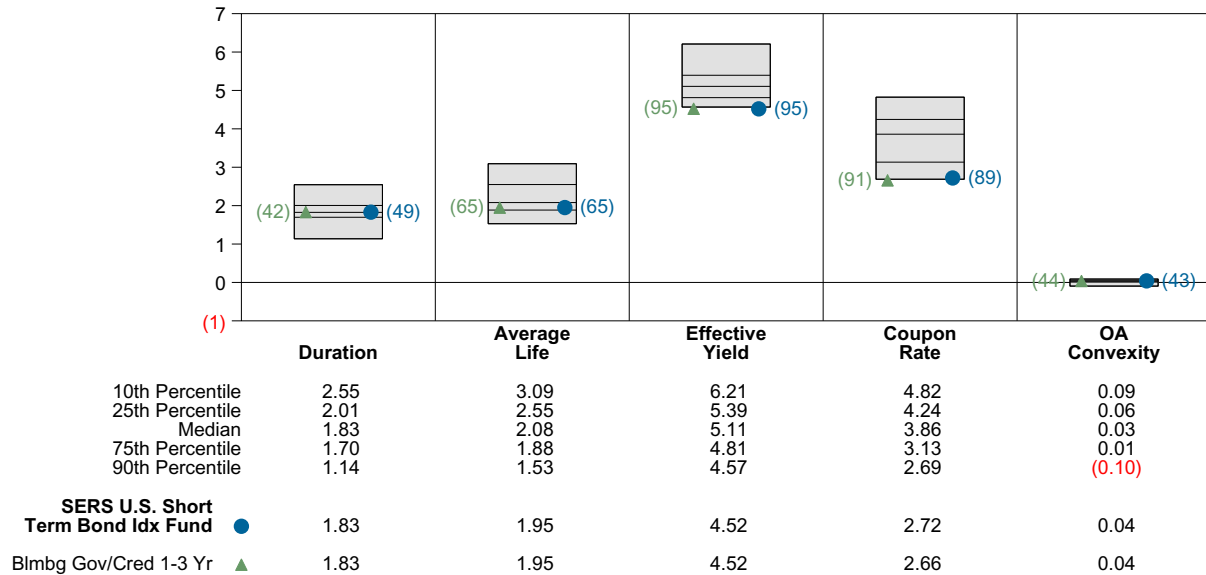 7
6
5
4
3
2
1
0
(1)
(42) (49)
(65) (65)
(95) (95)
(91) (89)
(44) (43)
Duration
Average
Life
Effective
Yield
Coupon
Rate
OA
Convexity
10th Percentile 2.55 3.09 6.21 4.82 0.09
25th Percentile 2.01 2.55 5.39 4.24 0.06
Median 1.83 2.08 5.11 3.86 0.03
75th Percentile 1.70 1.88 4.81 3.13 0.01
90th Percentile 1.14 1.53 4.57 2.69 (0.10)
SERS U.S. Short
Term Bond Idx Fund 1.83 1.95 4.52 2.72 0.04
Blmbg Gov/Cred 1-3 Yr 1.83 1.95 4.52 2.66 0.04